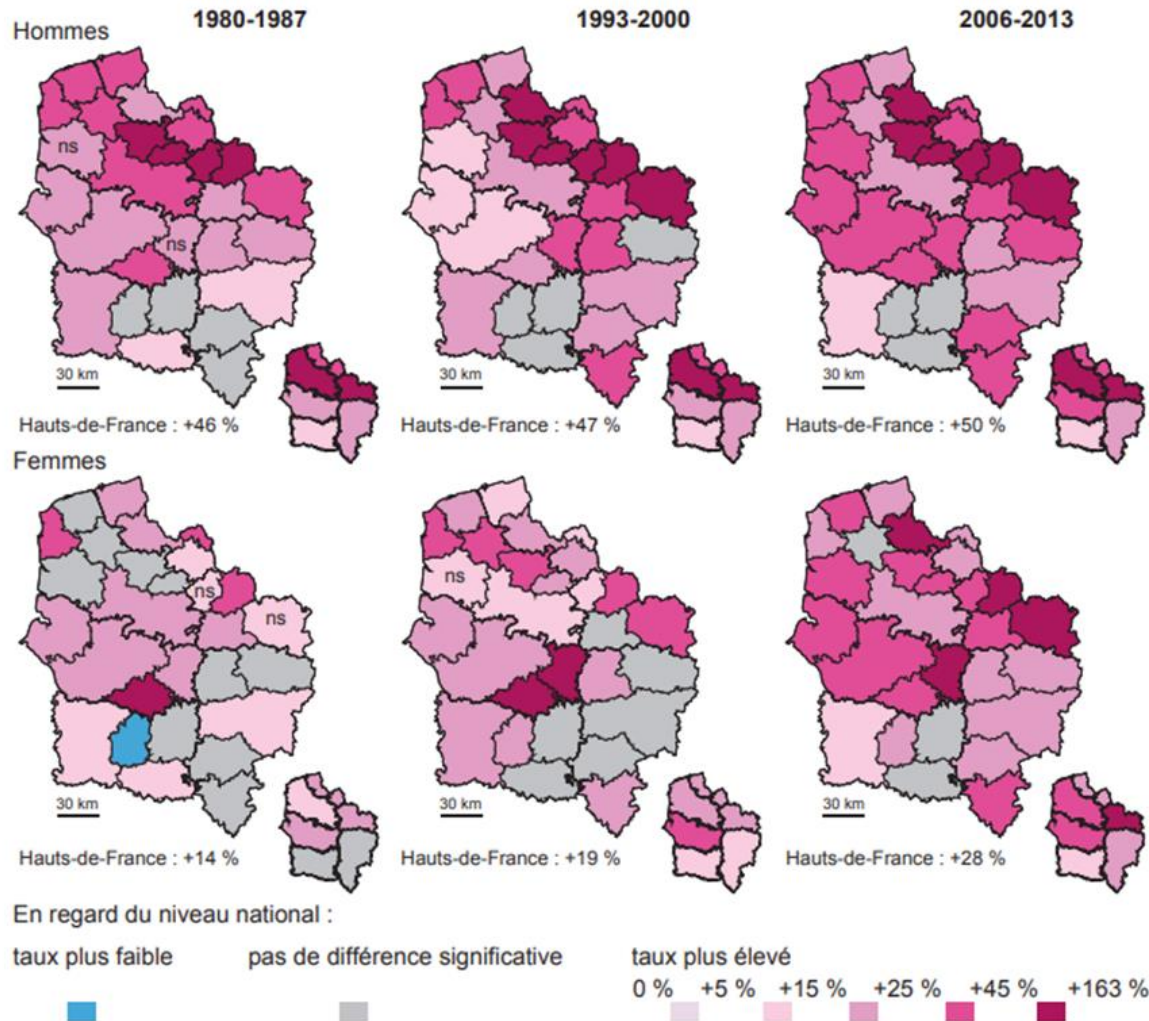 1980-1987 1993-2000 2006-2013
Hommes
ns
ns
30 km 30 km 30 km
Hauts-de-France : +46 % Hauts-de-France : +47 % Hauts-de-France : +50 %
Femmes
ns
ns
ns
30 km 30 km 30 km
Hauts-de-France : +14 % Hauts-de-France : +19 % Hauts-de-France : +28 %
En regard du niveau national :
taux plus faible pas de différence significative taux plus élevé
0 % +5 % +15 % +25 % +45 % +163 %